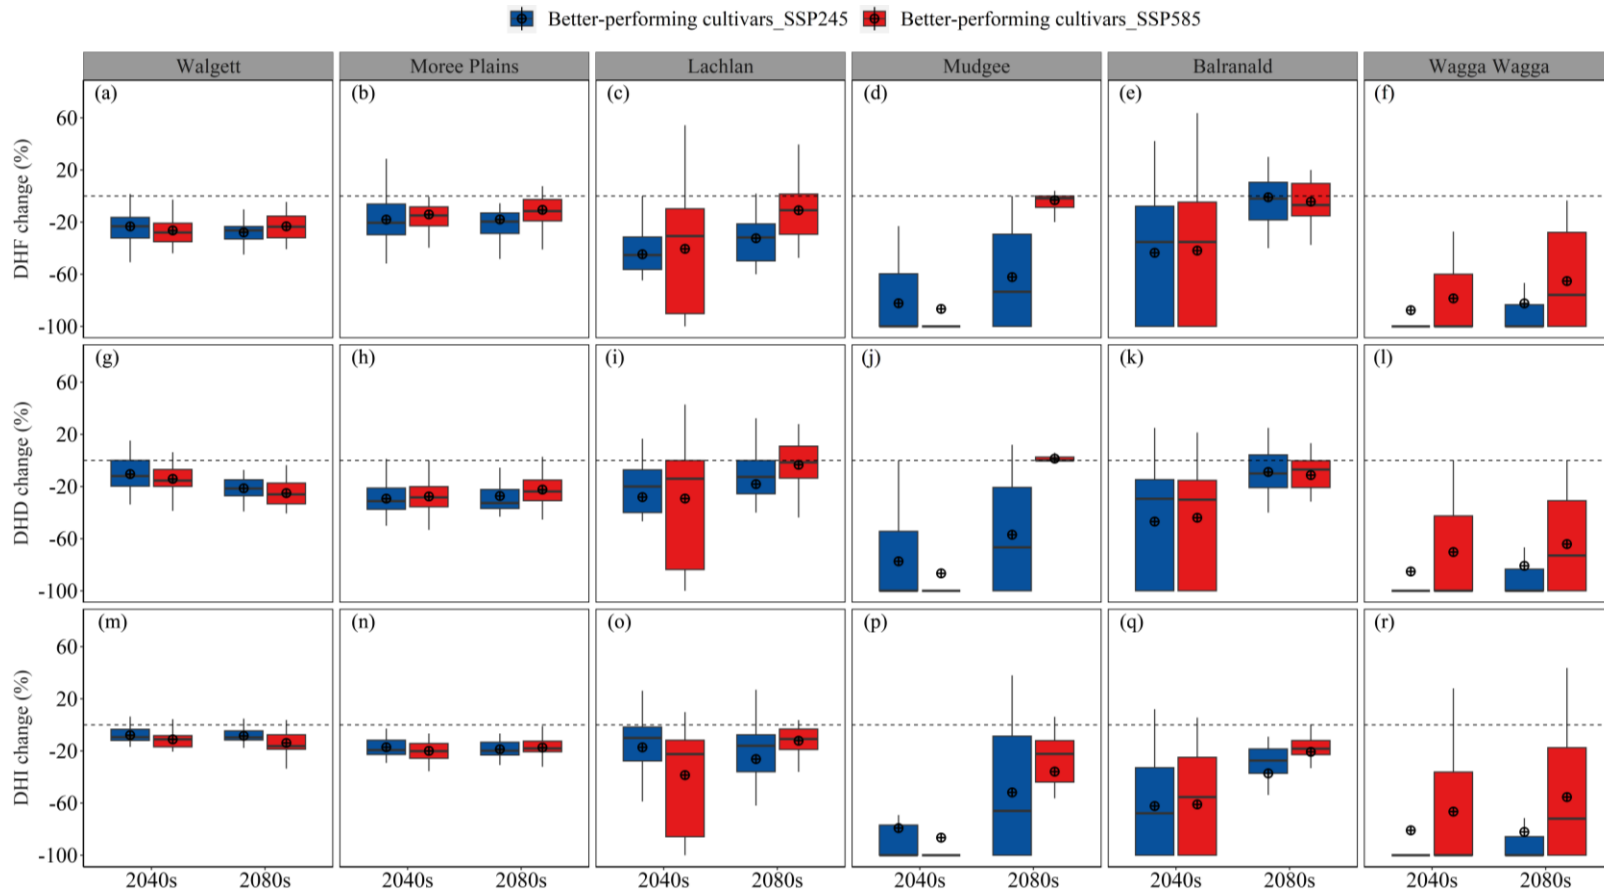 Better-performing cultivars_SSP245 Better-performing cultivars_SSP585
Walgett Moree Plains Lachlan Mudgee Balranald Wagga Wagga
(a) (b) (c) (d) (e) (f)
DHF change (%)
60
20
-20
-60
-100
(g) (h) (i) (j) (k) (l)
DHD change (%)
60
20
-20
-60
-100
(m) (n) (o) (p) (q) (r)
DHI change (%)
60
20
-20
-60
-100
2040s 2080s 2040s 2080s 2040s 2080s 2040s 2080s 2040s 2080s 2040s 2080s